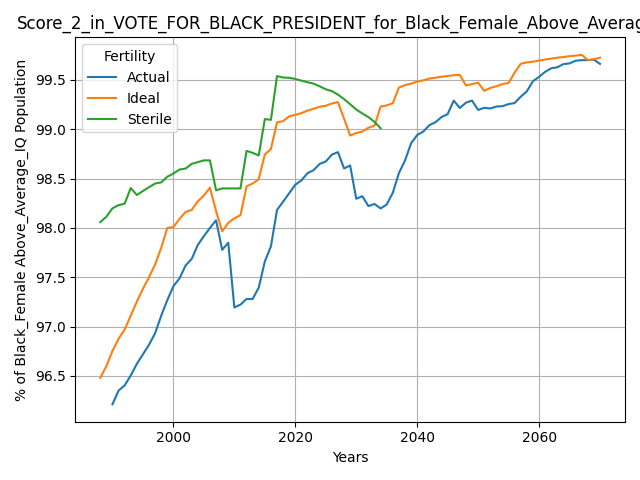 Score_2_in_VOTE_FOR_BLACK_PRESIDENT_for_Black_Female_Above_Averag
% of Black_Female Above_Average_IQ Population
99.5
99.0
98.5
98.0
97.5
97.0
96.5
Fertility
Actual
Ideal
Sterile
2000
2020
2040
2060
Years